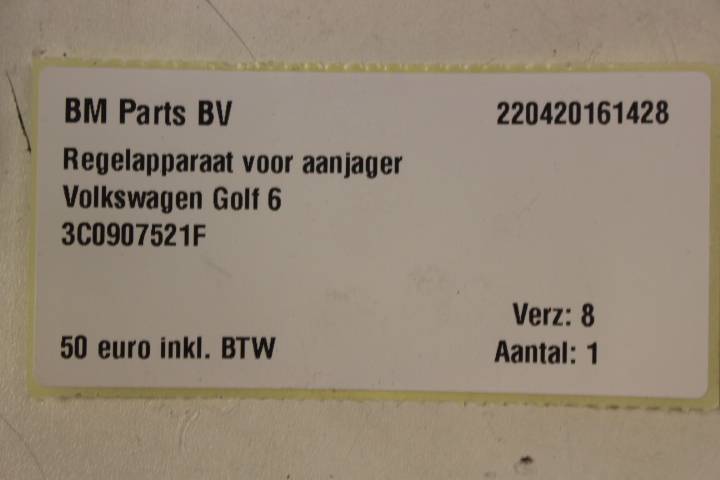 BM Parts BV 220420161428
Regelapparaat voor aanjager
Volkswagen Golf 6
3C0907521F
Verz: 8
50 euro inkl. BTW Aantal: 1